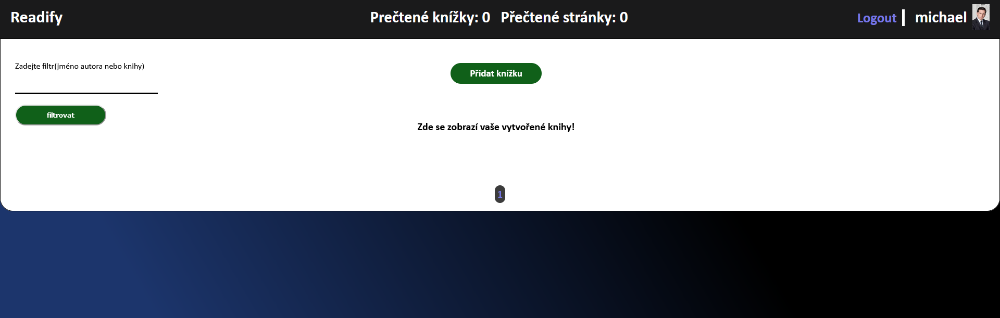 Readify
Prečtené knížky: 0 Přečtené stránky: 0
Logout
michael
Zadejte filtr(jméno autora nebo knihy)
Přidat knížku
filtrovat
Zde se zobrazí vaše vytvořené knihy!
1